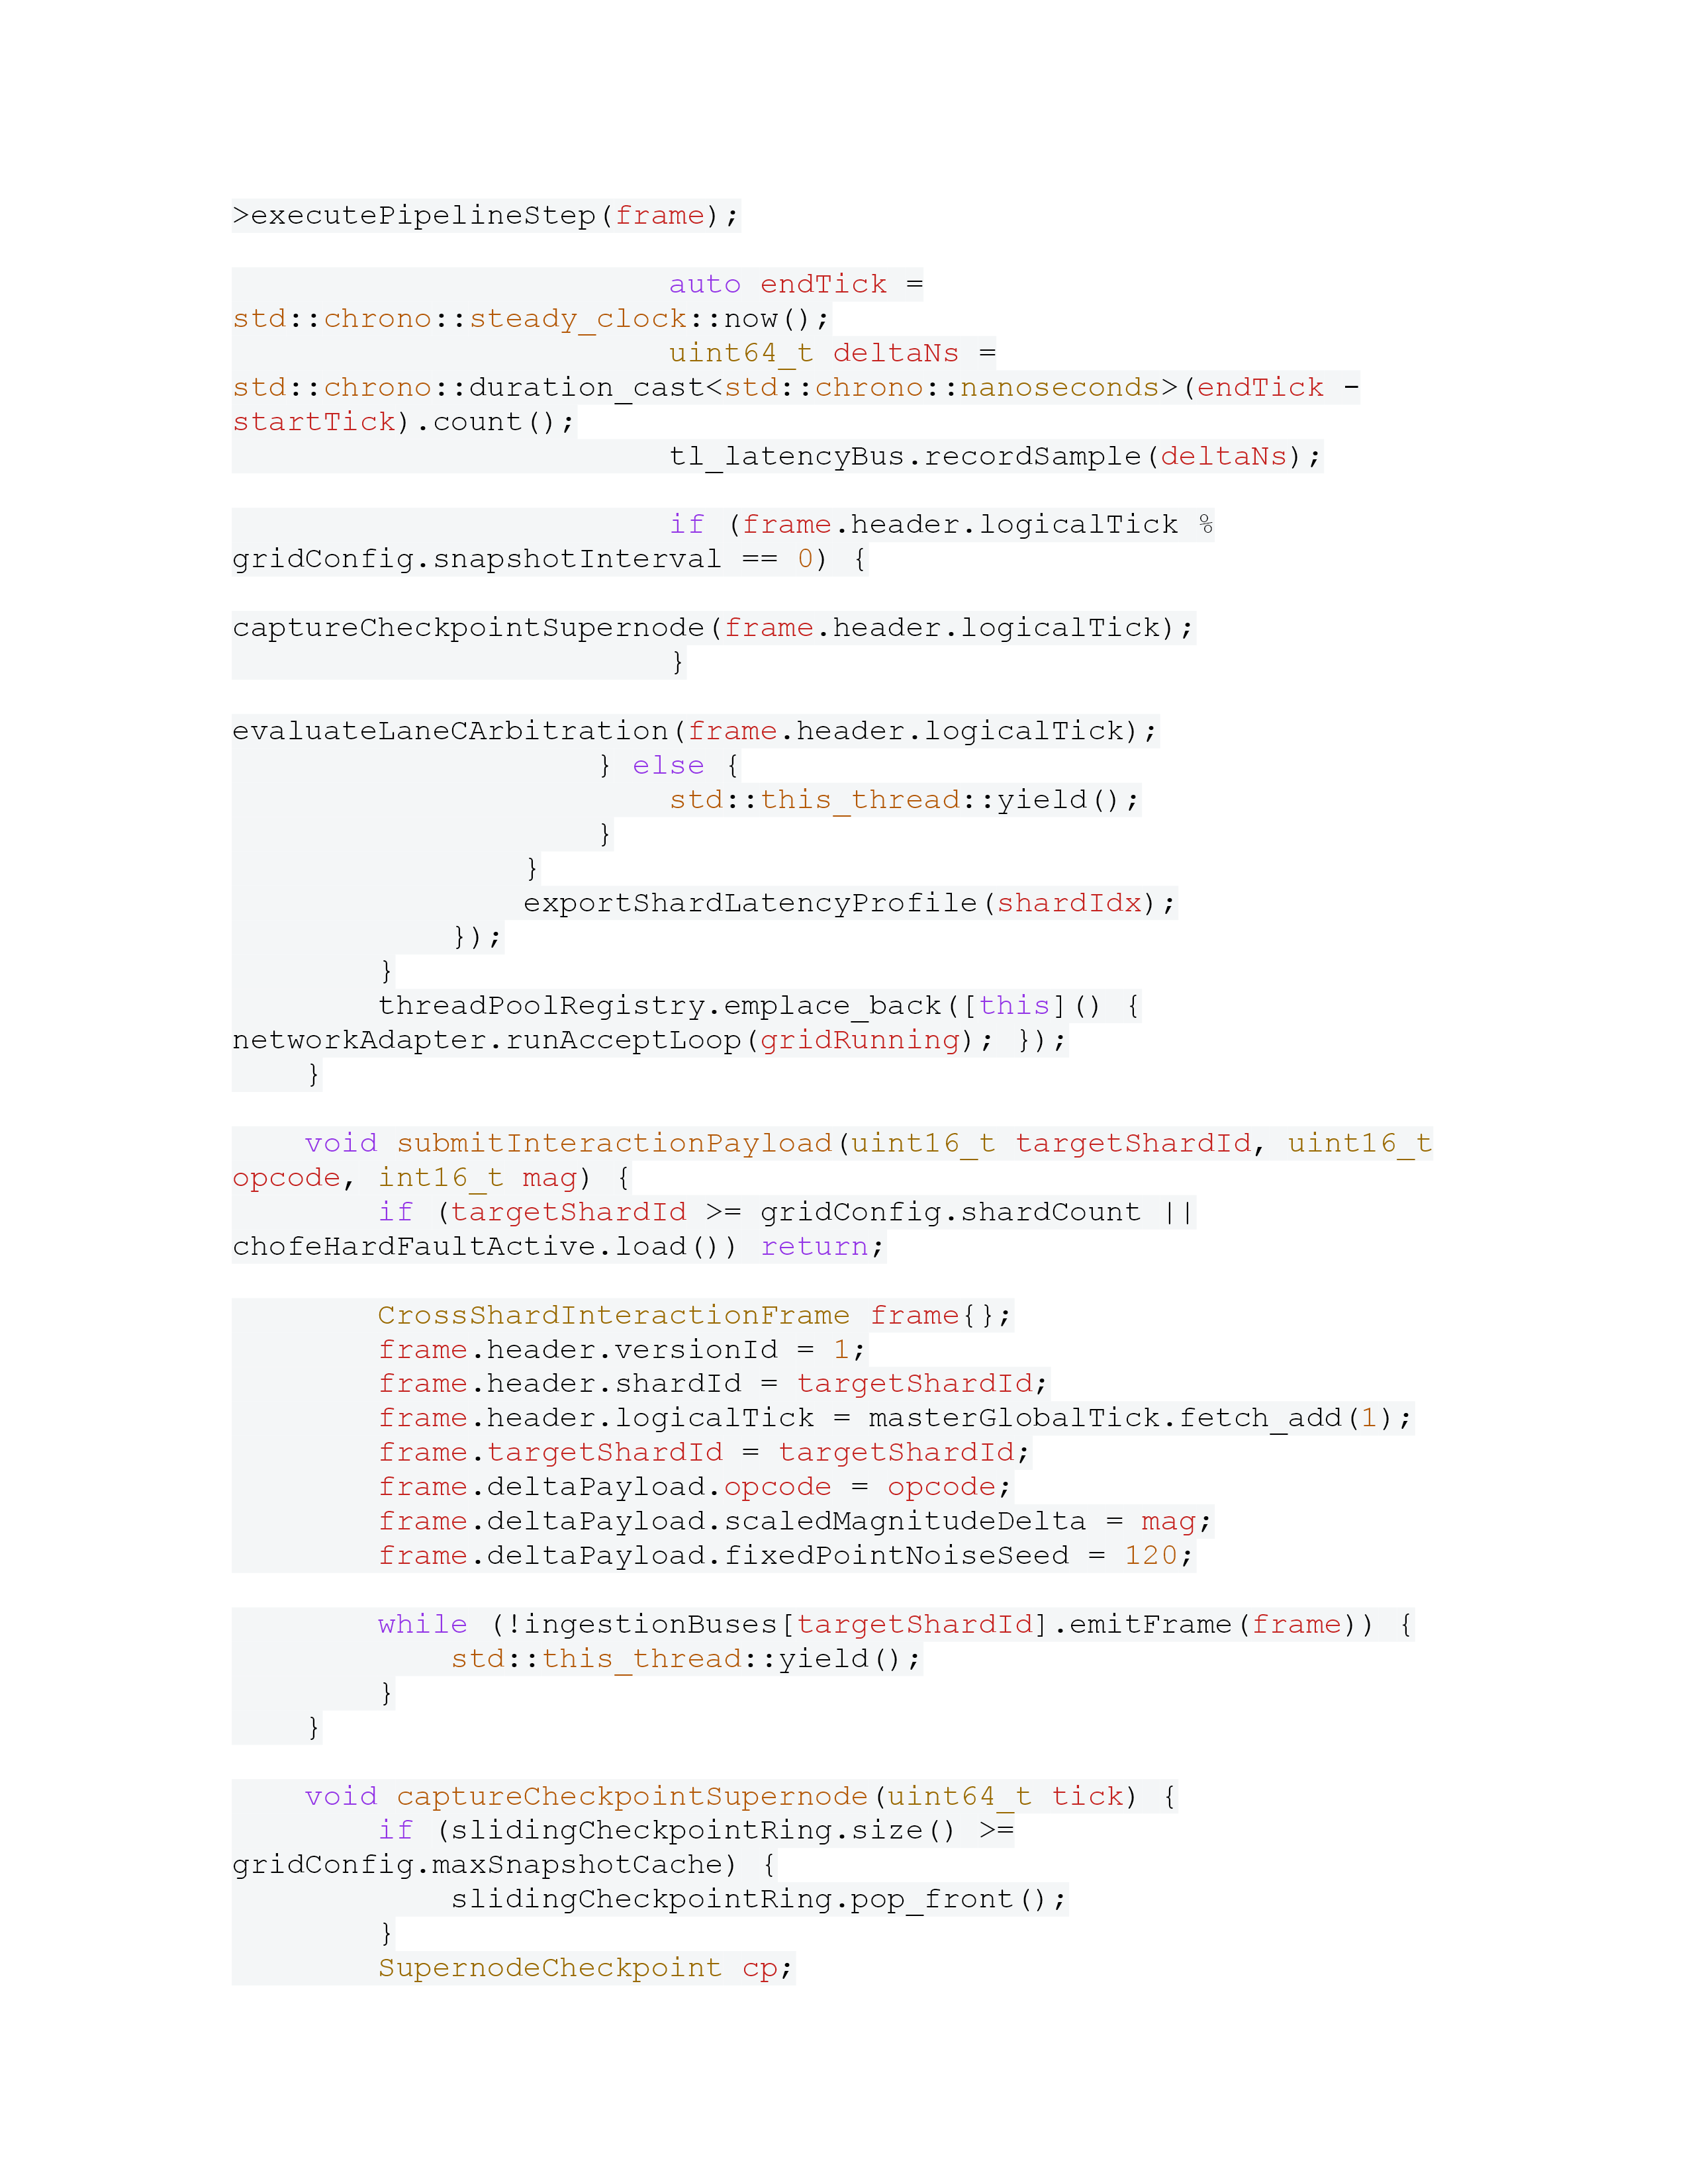 >executePipelineStep(frame);
auto endTick =
std::chrono::steady_clock::now();
uint64_t deltaNs =
std::chrono::duration_cast<std::chrono::nanoseconds>(endTick -
startTick).count();
tl_latencyBus.recordSample(deltaNs);
if (frame.header.logicalTick %
gridConfig.snapshotInterval == 0) {
captureCheckpointSupernode(frame.header.logicalTick);
}
evaluateLaneCArbitration(frame.header.logicalTick);
} else {
std::this_thread::yield();
}
}
exportShardLatencyProfile(shardIdx);
});
}
threadPoolRegistry.emplace_back([this]() {
networkAdapter.runAcceptLoop(gridRunning); });
}
void submitInteractionPayload(uint16_t targetShardId, uint16_t
opcode, int16_t mag) {
if (targetShardId >= gridConfig.shardCount ||
chofeHardFaultActive.load()) return;
CrossShardInteractionFrame frame{};
frame.header.versionId = 1;
frame.header.shardId = targetShardId;
frame.header.logicalTick = masterGlobalTick.fetch_add(1);
frame.targetShardId = targetShardId;
frame.deltaPayload.opcode = opcode;
frame.deltaPayload.scaledMagnitudeDelta = mag;
frame.deltaPayload.fixedPointNoiseSeed = 120;
while (!ingestionBuses[targetShardId].emitFrame(frame)) {
std::this_thread::yield();
}
}
void captureCheckpointSupernode(uint64_t tick) {
if (slidingCheckpointRing.size() >=
gridConfig.maxSnapshotCache) {
slidingCheckpointRing.pop_front();
}
SupernodeCheckpoint cp;